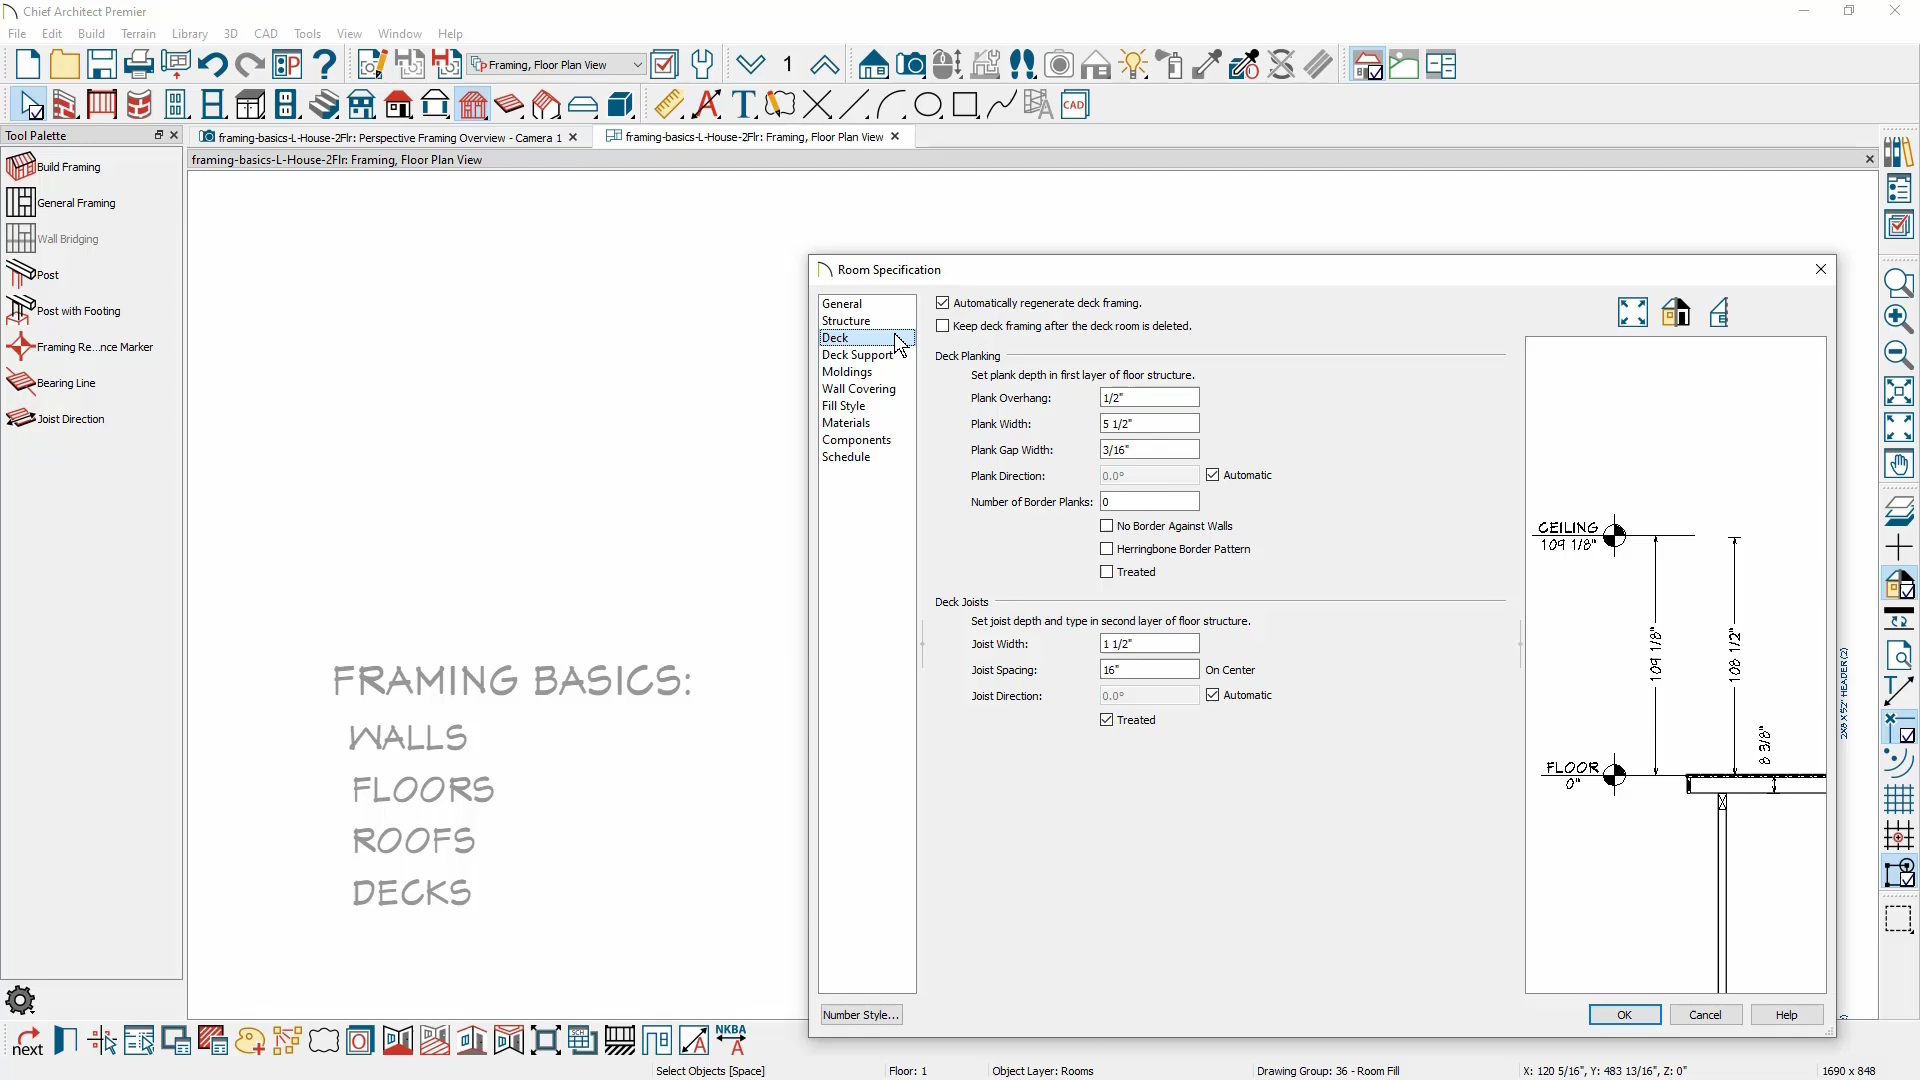 Chief Architect Premier
File Edit Build Terrain Library 3D CAD Tools View Window Help
Framing, Floor Plan View
1
CAD
Tool Palette
framing-basics-L-House-2Flr: Perspective Framing Overview - Camera 1
framing-basics-L-House-2Flr: Framing, Floor Plan View
framing-basics-L-House-2Flr: Framing, Floor Plan View
Build Framing
General Framing
Wall Bridging
Post
Post with Footing
Framing Re...nce Marker
Bearing Line
Joist Direction
FRAMING BASICS:
WALLS
FLOORS
ROOFS
DECKS
Room Specification
General
Structure
Deck
Deck Support
Moldings
Wall Covering
Fill Style
Materials
Components
Schedule
Automatically regenerate deck framing.
Keep deck framing after the deck room is deleted.
Deck Planking
Set plank depth in first layer of floor structure.
Plank Overhang: 1/2"
Plank Width: 5 1/2"
Plank Gap Width: 3/16"
Plank Direction: 0.0° Automatic
Number of Border Planks: 0
No Border Against Walls
Herringbone Border Pattern
Treated
Deck Joists
Set joist depth and type in second layer of floor structure.
Joist Width: 1 1/2"
Joist Spacing: 16" On Center
Joist Direction: 0.0° Automatic
Treated
CEILING
109 1/8"
109 1/8"
108 1/2"
8 3/8"
FLOOR
0"
2X8 X52" HEADER(2)
Number Style...
OK Cancel Help
next
SCH
NKBA
A
Select Objects [Space] Floor: 1 Object Layer: Rooms Drawing Group: 36 - Room Fill X: 120 5/16", Y: 483 13/16", Z: 0" 1690 x 848